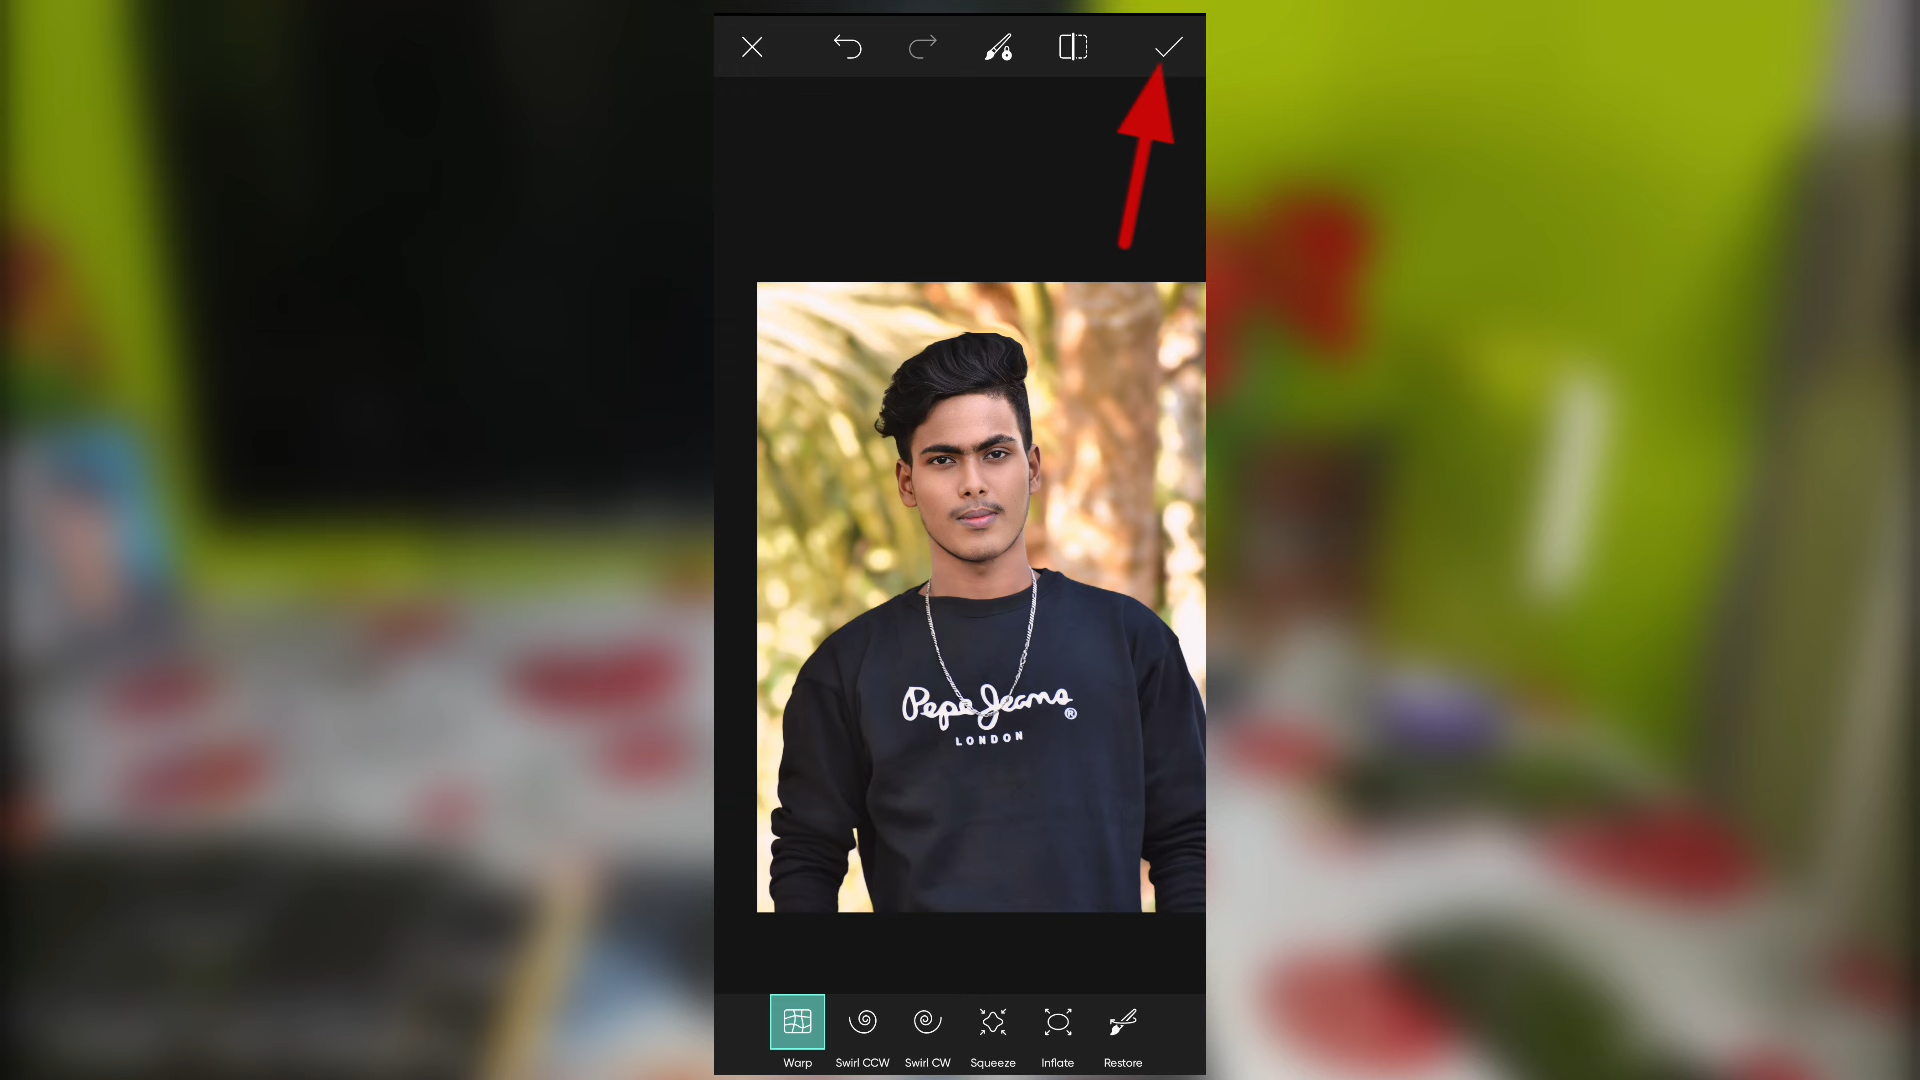 Pepe Jeans®
LONDON
Warp
Swirl CCW
Swirl CW
Squeeze
Inflate
Restore